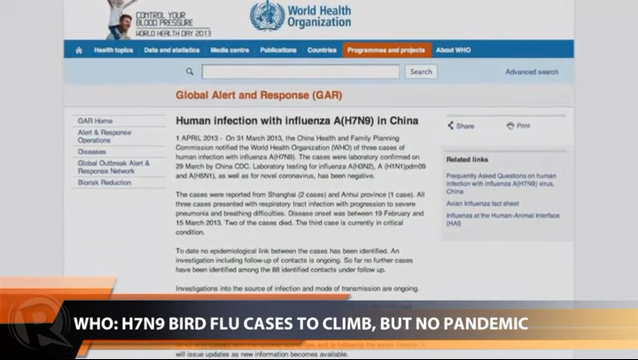 CONTROL YOUR
BLOOD PRESSURE
WORLD HEALTH DAY 2013
World Health
Organization
Health topics
Data and statistics
Media centre
Publications
Countries
Programmes and projects
About WHO
Search
Advanced search
Global Alert and Response (GAR)
GAR Home
Alert & Response
Operations
Diseases
Global Outbreak Alert &
Response Network
Biorisk Reduction
Human infection with influenza A(H7N9) in China
1 APRIL 2013 - On 31 March 2013, the China Health and Family Planning
Commission notified the World Health Organization (WHO) of three cases of
human infection with influenza A(H7N9). The cases were laboratory confirmed on
29 March by China CDC. Laboratory testing for influenza A(H3N2), A (H1N1)pdm09
and A(H5N1), as well as for novel coronavirus, has been negative.
The cases were reported from Shanghai (2 cases) and Anhui province (1 case). All
three cases presented with respiratory tract infection with progression to severe
pneumonia and breathing difficulties. Disease onset was between 19 February and
15 March 2013. Two of the cases died. The third case is currently in critical
condition.
To date no epidemiological link between the cases has been identified. An
investigation including follow-up of contacts is ongoing. So far no further cases
have been identified among the 88 identified contacts under follow up.
Investigations into the source of infection and mode of transmission are ongoing.
Share
Print
Related links
Frequently Asked Questions on human
infection with influenza A(H7N9) virus,
China
Avian Influenza fact sheet
Influenza at the Human-Animal Interface
(HAI)
WHO: H7N9 BIRD FLU CASES TO CLIMB, BUT NO PANDEMIC
will issue updates as new information becomes available.